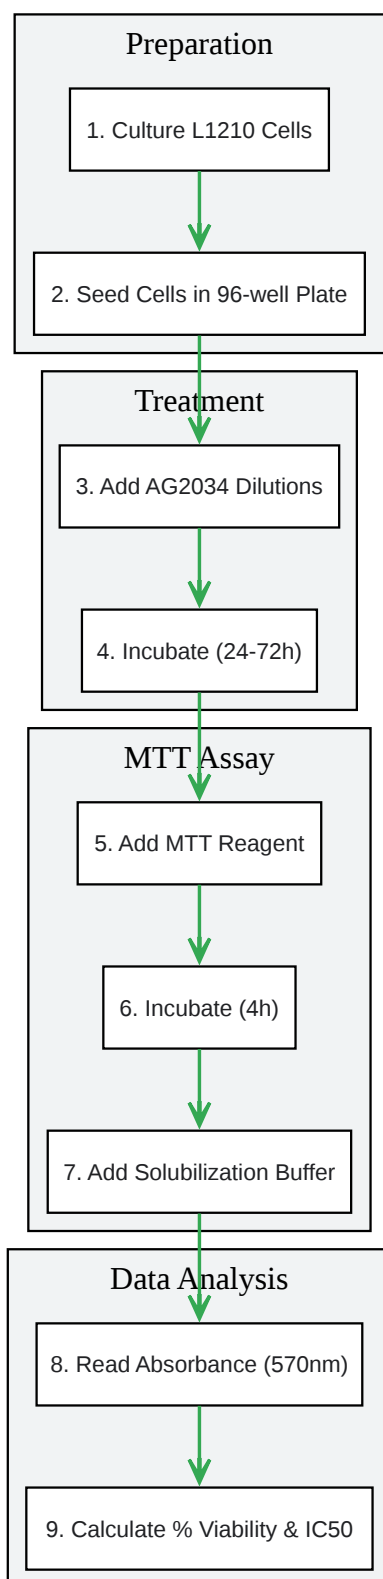 Preparation
1. Culture L1210 Cells
2. Seed Cells in 96-well Plate
Treatment
3. Add AG2034 Dilutions
4. Incubate (24-72h)
MTT Assay
5. Add MTT Reagent
6. Incubate (4h)
7. Add Solubilization Buffer
Data Analysis
8. Read Absorbance (570nm)
9. Calculate % Viability & IC50